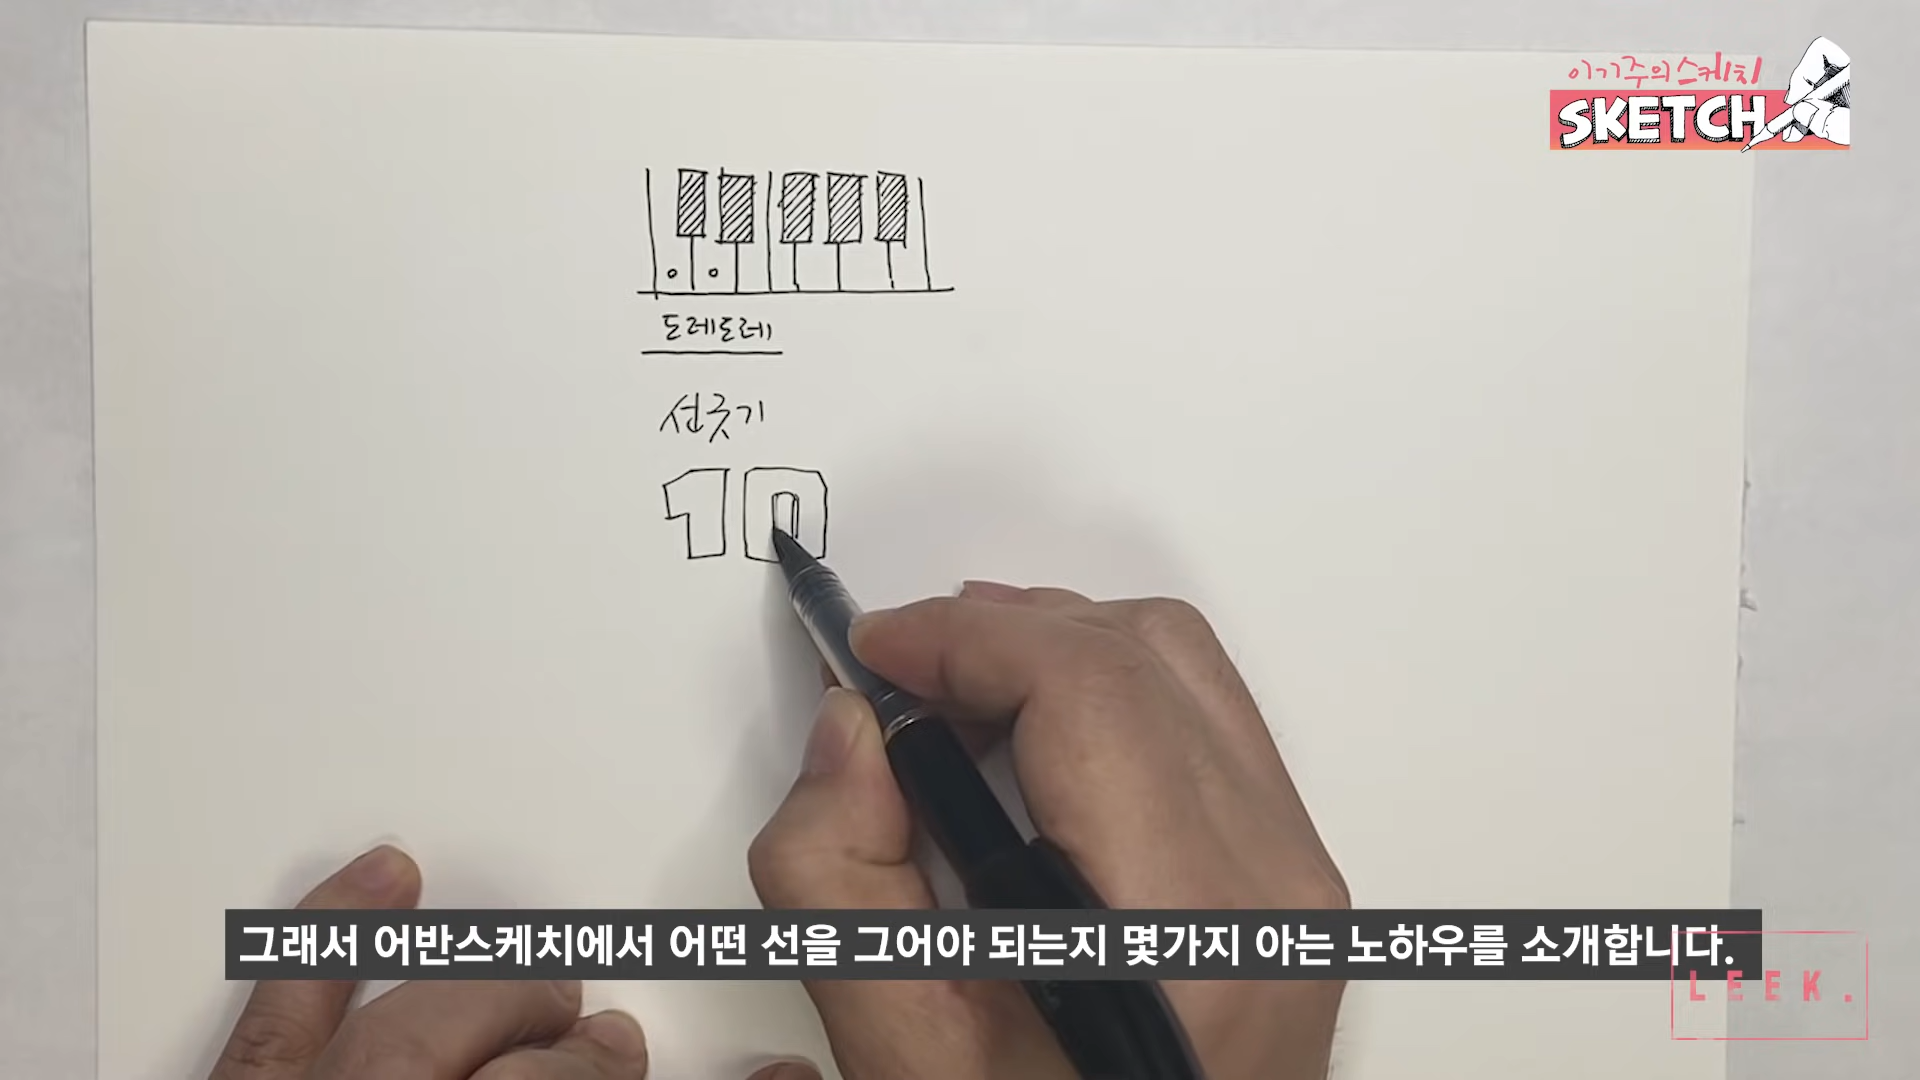 이기주의스케치
SKETCH
도레도레
선긋기
10
그래서 어반스케치에서 어떤 선을 그어야 되는지 몇가지 아는 노하우를 소개합니다.
LEEK.